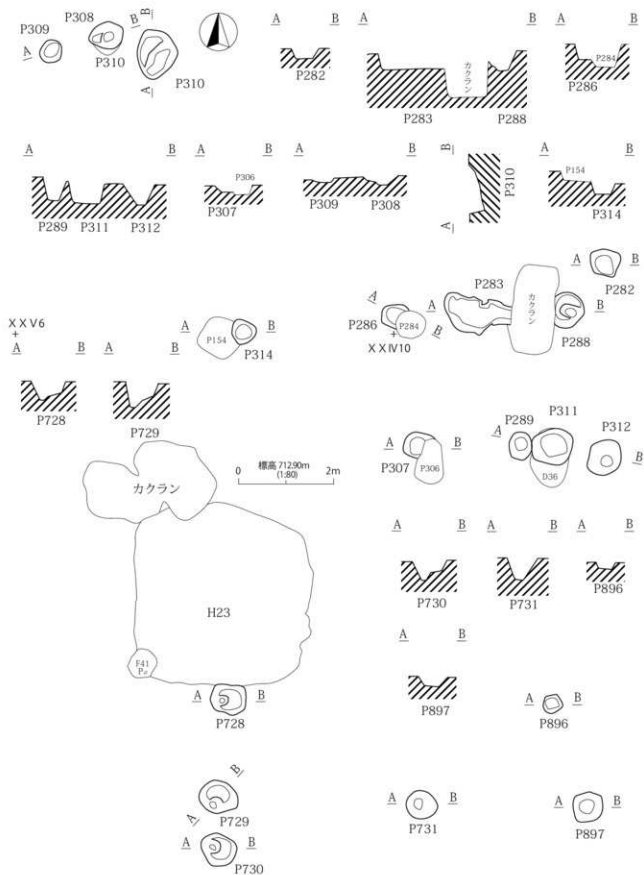 P309 P308 P310 A B B A P310
A B P282
A B カクラン P283 P288
A B P284 P286
A B P289 P311 P312
A B P306 P307
A B P309 P308
B A P310
A B P154 P314
A B P282
A P283 カクラン B P288
A P286 P284 B
XXⅣ10
XXⅤ6
A B P154 P314
A B P728
A B P729
カクラン
標高 712.90m
0 (1:80) 2m
A B P307 P306
A P289 P311 P312 B D36
H23
A B P730
A B P731
A B P896
A B P897
F41
A B P728
A B P896
B A P729
A B P730
A B P731
A B P897